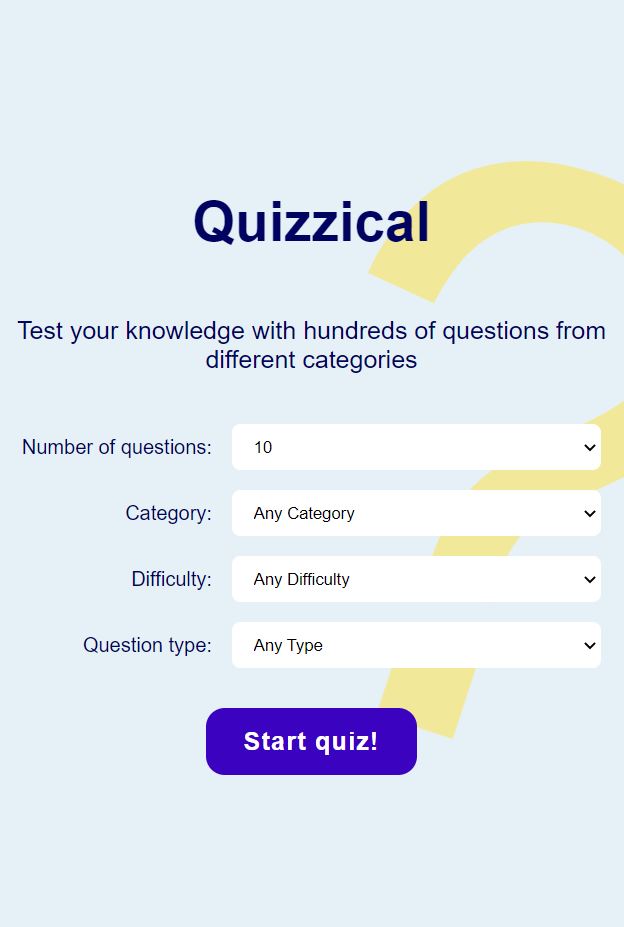 Quizzical
Test your knowledge with hundreds of questions from
different categories
Number of questions: 10
Category: Any Category
Difficulty: Any Difficulty
Question type: Any Type
Start quiz!